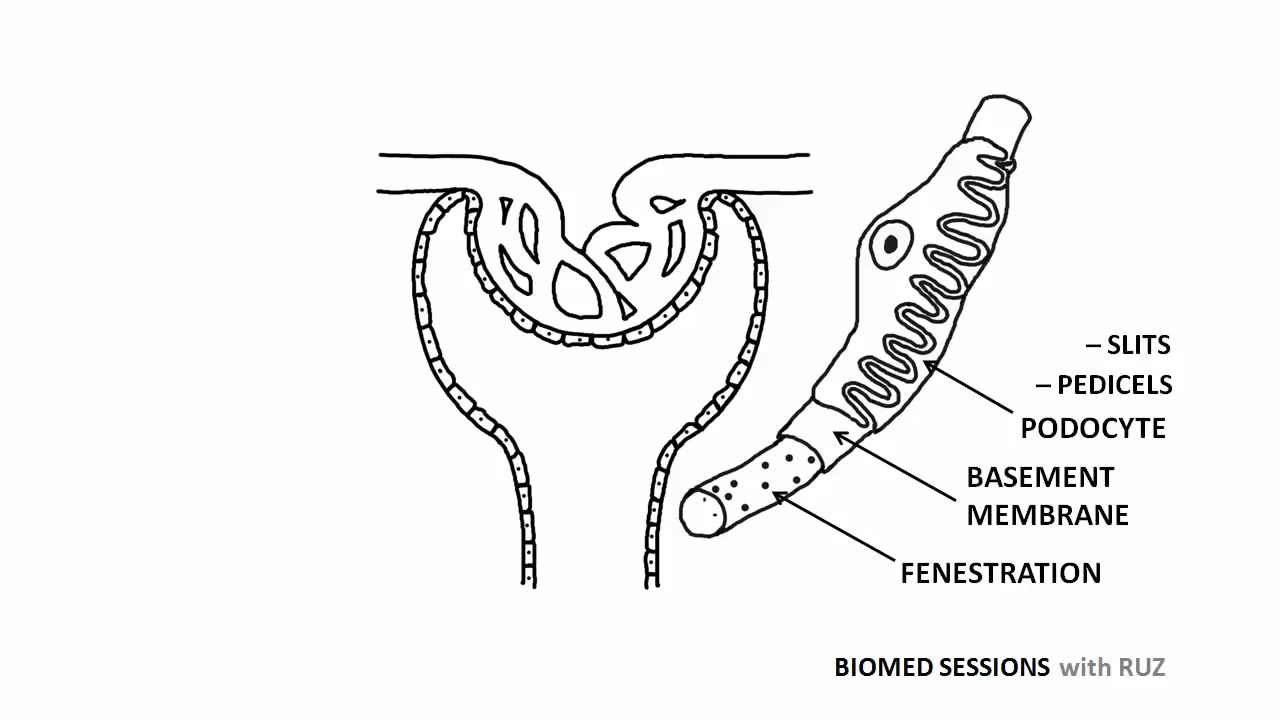 – SLITS
– PEDICELS
PODOCYTE
BASEMENT
MEMBRANE
FENESTRATION
BIOMED SESSIONS with RUZ